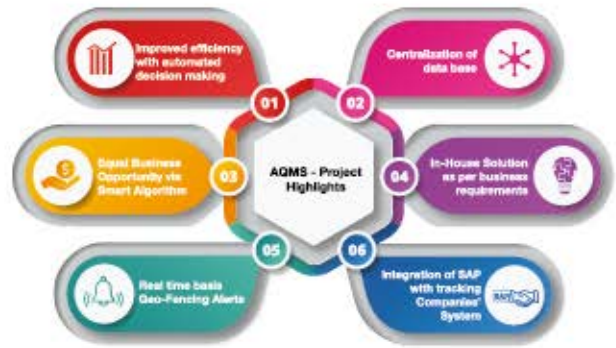 Improved efficiency
with automated
decision making
01
Centralization of
data base
02
Equal Business
Opportunity via
Smart Algorithm
03
AQMS - Project
Highlights
04
In-House Solution
as per business
requirements
Real time basis
Geo-Fencing Alerts
05
06
Integration of SAP
with tracking
Companies'
System